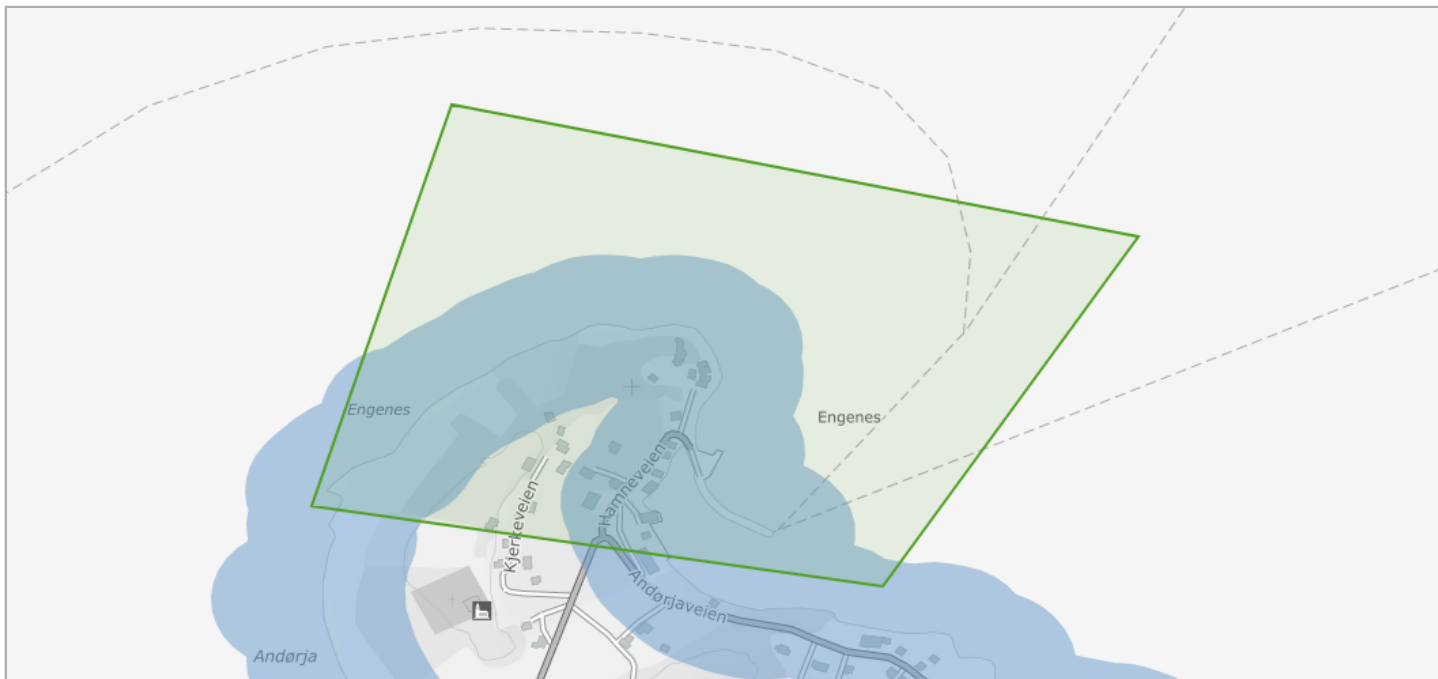 Engenes
Engenes
Hamneveien
Kjerkeveien
Andørjaveien
Andørja